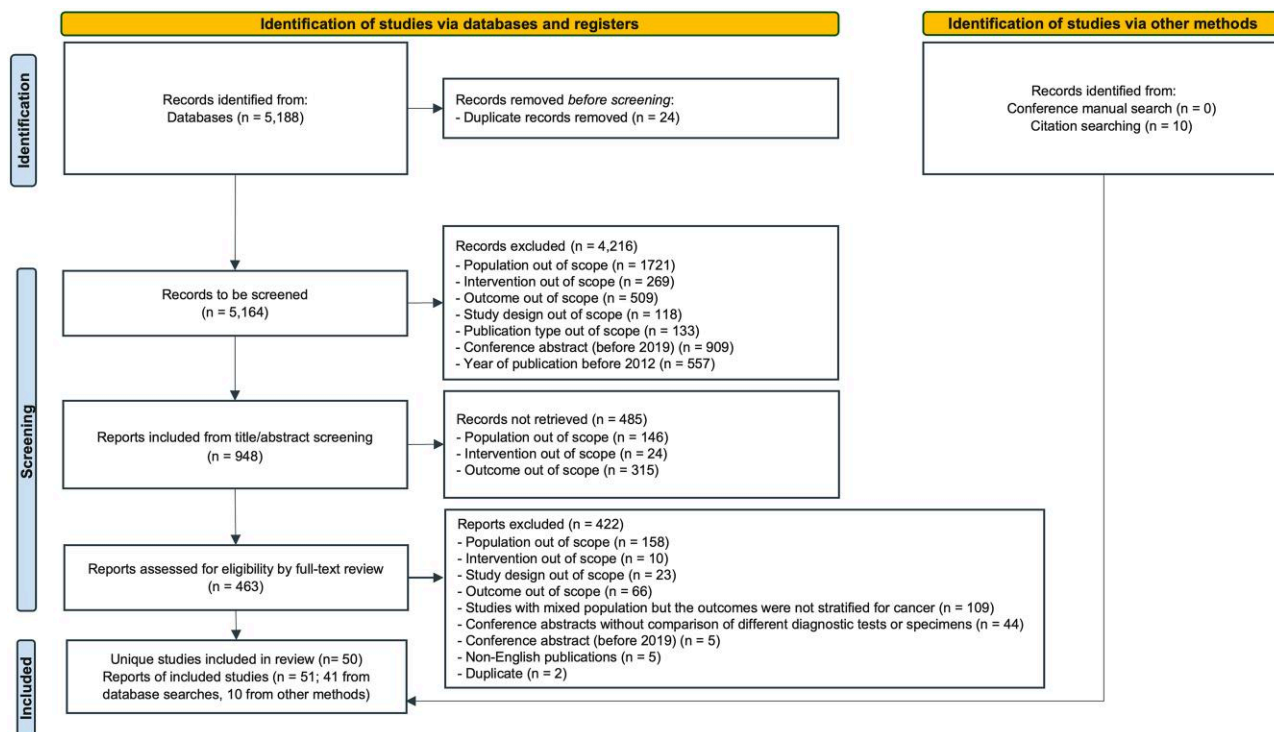 Identification of studies via databases and registers
Identification of studies via other methods
Identification
Records identified from:
Databases (n = 5,188)
Records removed before screening:
- Duplicate records removed (n = 24)
Records identified from:
Conference manual search (n = 0)
Citation searching (n = 10)
Screening
Records to be screened
(n = 5,164)
Records excluded (n = 4,216)
- Population out of scope (n = 1721)
- Intervention out of scope (n = 269)
- Outcome out of scope (n = 509)
- Study design out of scope (n = 118)
- Publication type out of scope (n = 133)
- Conference abstract (before 2019) (n = 909)
- Year of publication before 2012 (n = 557)
Reports included from title/abstract screening
(n = 948)
Records not retrieved (n = 485)
- Population out of scope (n = 146)
- Intervention out of scope (n = 24)
- Outcome out of scope (n = 315)
Reports assessed for eligibility by full-text review
(n = 463)
Reports excluded (n = 422)
- Population out of scope (n = 158)
- Intervention out of scope (n = 10)
- Study design out of scope (n = 23)
- Outcome out of scope (n = 66)
- Studies with mixed population but the outcomes were not stratified for cancer (n = 109)
- Conference abstracts without comparison of different diagnostic tests or specimens (n = 44)
- Conference abstract (before 2019) (n = 5)
- Non-English publications (n = 5)
- Duplicate (n = 2)
Included
Unique studies included in review (n= 50)
Reports of included studies (n = 51; 41 from
database searches, 10 from other methods)